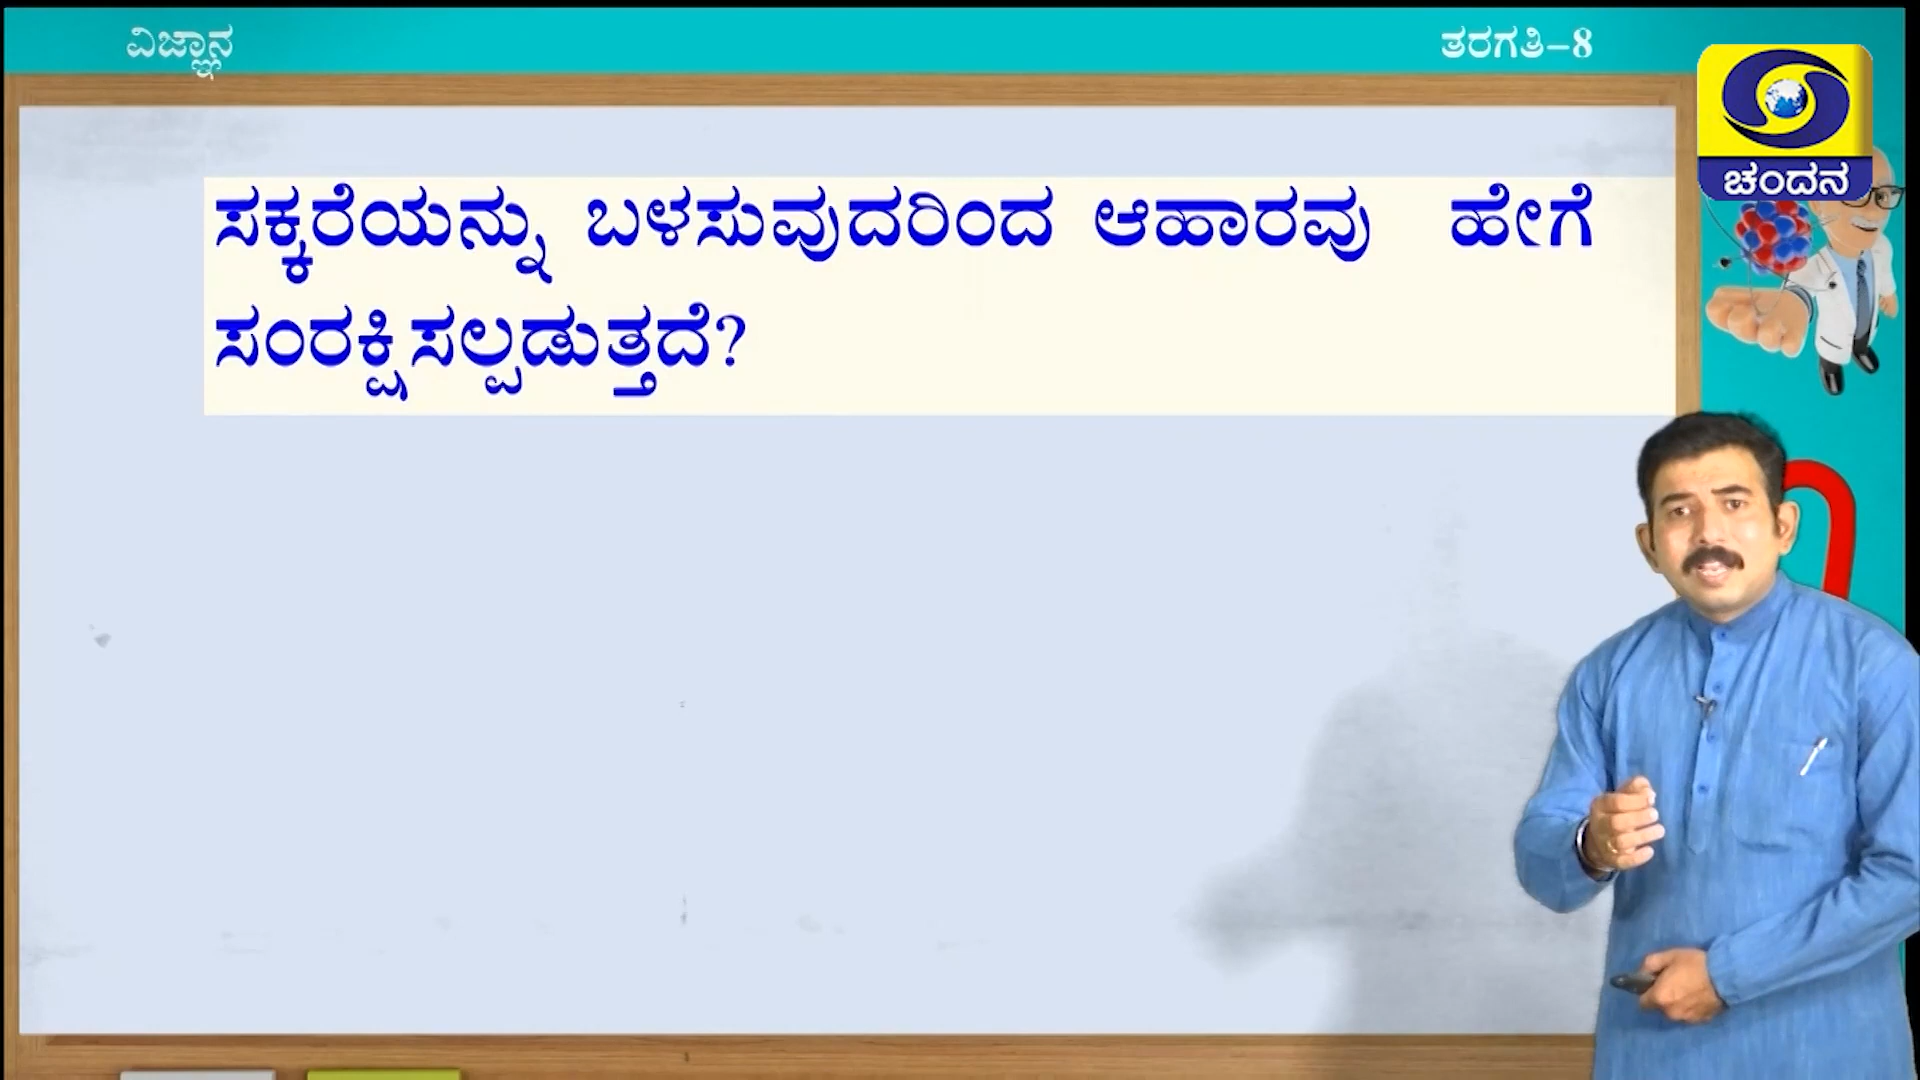 ವಿಜ್ಞಾನ
ತರಗತಿ-8
ಚಂದನ
ಸಕ್ಕರೆಯನ್ನು ಬಳಸುವುದರಿಂದ ಆಹಾರವು ಹೇಗೆ
ಸಂರಕ್ಷಿಸಲ್ಪಡುತ್ತದೆ?